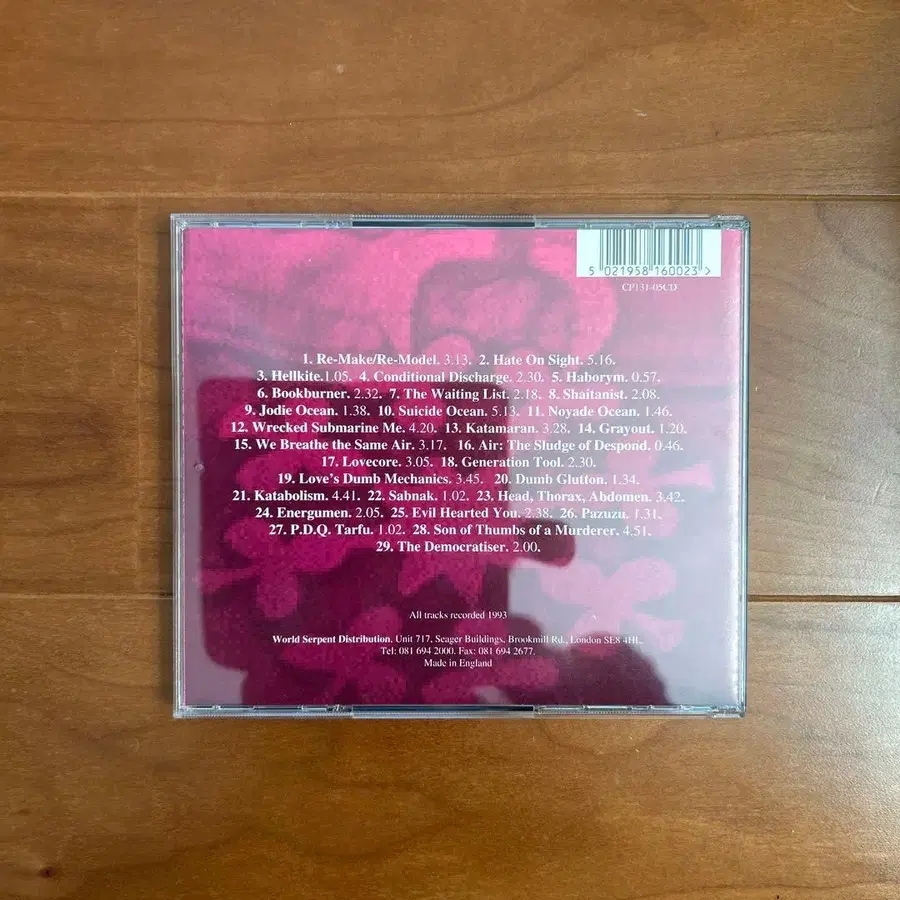 5 021958 160023 >
CP131-05CD
1. Re-Make/Re-Model. 3.13. 2. Hate On Sight. 5.16.
3. Hellkite.1.05. 4. Conditional Discharge. 2.30. 5. Haborym. 0.57.
6. Bookburner. 2.32. 7. The Waiting List. 2.18. 8. Shaitanist. 2.08.
9. Jodie Ocean. 1.38. 10. Suicide Ocean. 5.13. 11. Noyade Ocean. 1.46.
12. Wrecked Submarine Me. 4.20. 13. Katamaran. 3.28. 14. Grayout. 1.20.
15. We Breathe the Same Air. 3.17. 16. Air: The Sludge of Despond. 0.46.
17. Lovecore. 3.05. 18. Generation Tool. 2.30.
19. Love's Dumb Mechanics. 3.45. 20. Dumb Glutton. 1.34.
21. Katabolism. 4.41. 22. Sabnak. 1.02. 23. Head, Thorax, Abdomen. 3.42.
24. Energumen. 2.05. 25. Evil Hearted You. 2.38. 26. Pazuzu. 1.31.
27. P.D.Q. Tarfu. 1.02. 28. Son of Thumbs of a Murderer. 4.51.
29. The Democratiser. 2.00.
All tracks recorded 1993
World Serpent Distribution, Unit 717, Seager Buildings, Brookmill Rd., London SE8 4HL.
Tel: 081 694 2000. Fax: 081 694 2677.
Made in England